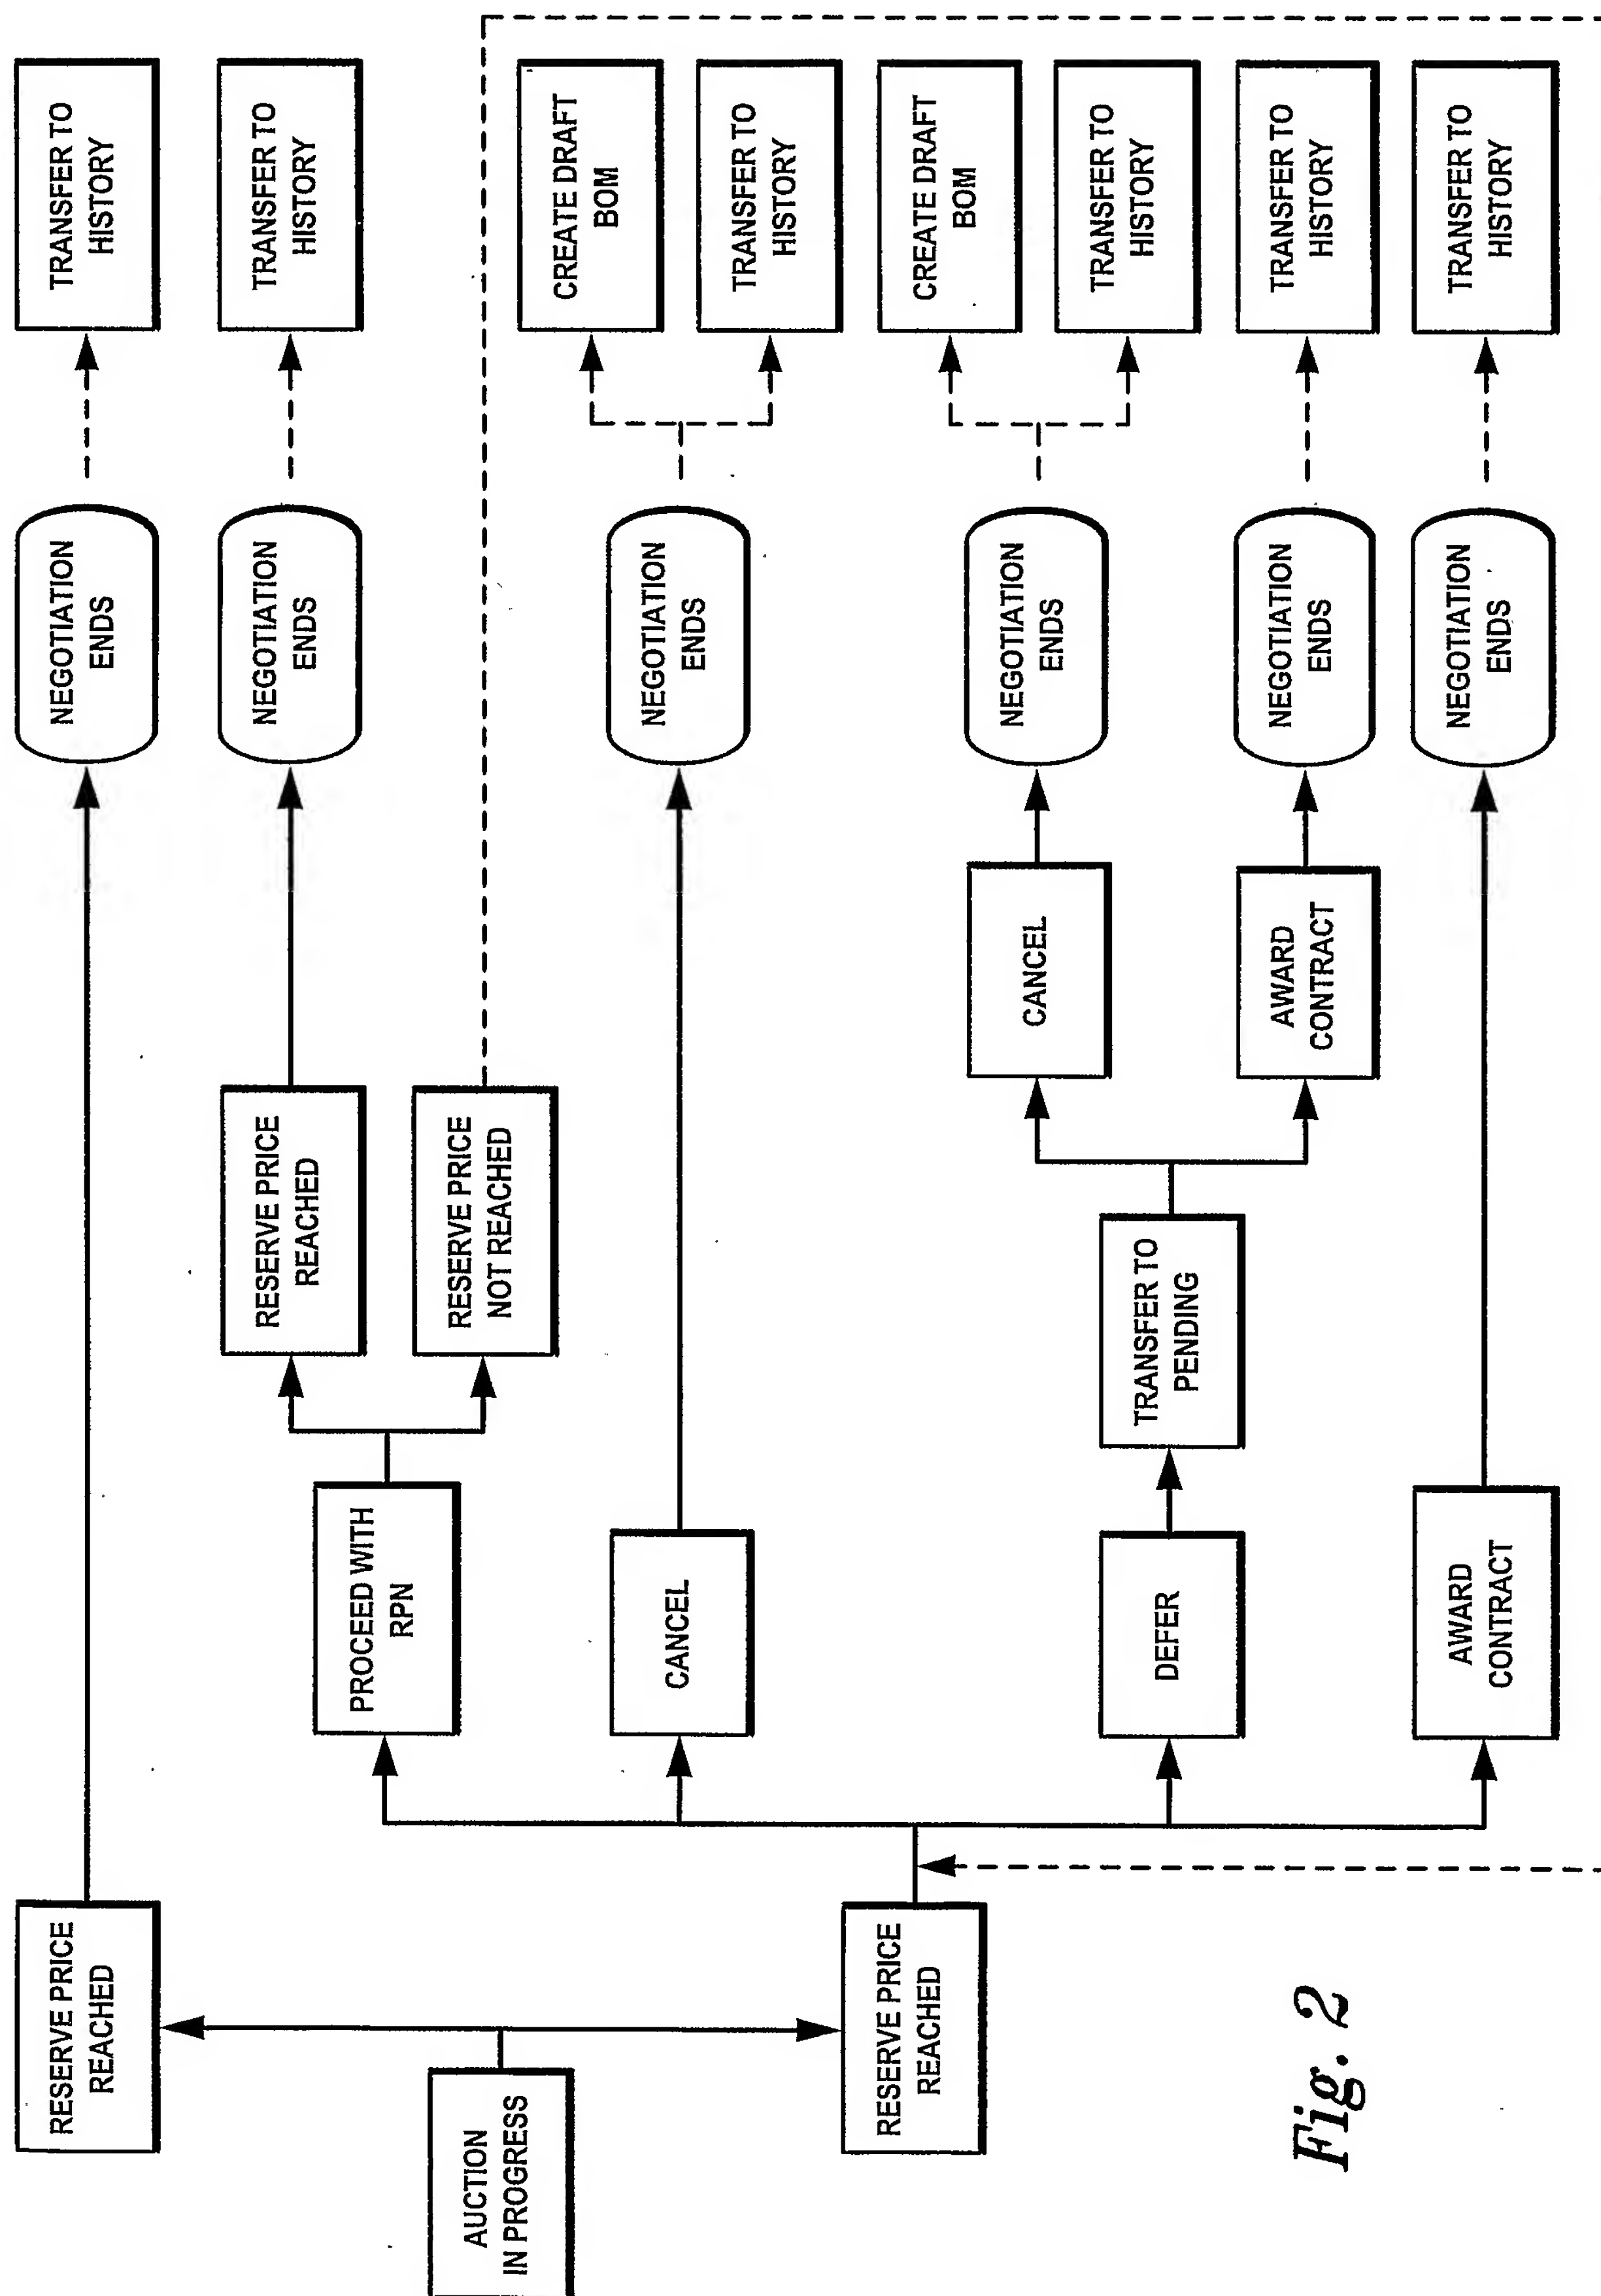 RESERVE PRICE
REACHED
NEGOTIATION
ENDS
TRANSFER TO
HISTORY
RESERVE PRICE
REACHED
NEGOTIATION
ENDS
TRANSFER TO
HISTORY
PROCEED WITH
RPN
AUCTION
IN PROGRESS
RESERVE PRICE
NOT REACHED
CREATE DRAFT
BOM
CANCEL
NEGOTIATION
ENDS
TRANSFER TO
HISTORY
RESERVE PRICE
REACHED
CREATE DRAFT
BOM
CANCEL
NEGOTIATION
ENDS
TRANSFER TO
HISTORY
DEFER
TRANSFER TO
PENDING
AWARD
CONTRACT
NEGOTIATION
ENDS
TRANSFER TO
HISTORY
AWARD
CONTRACT
NEGOTIATION
ENDS
TRANSFER TO
HISTORY
Fig. 2